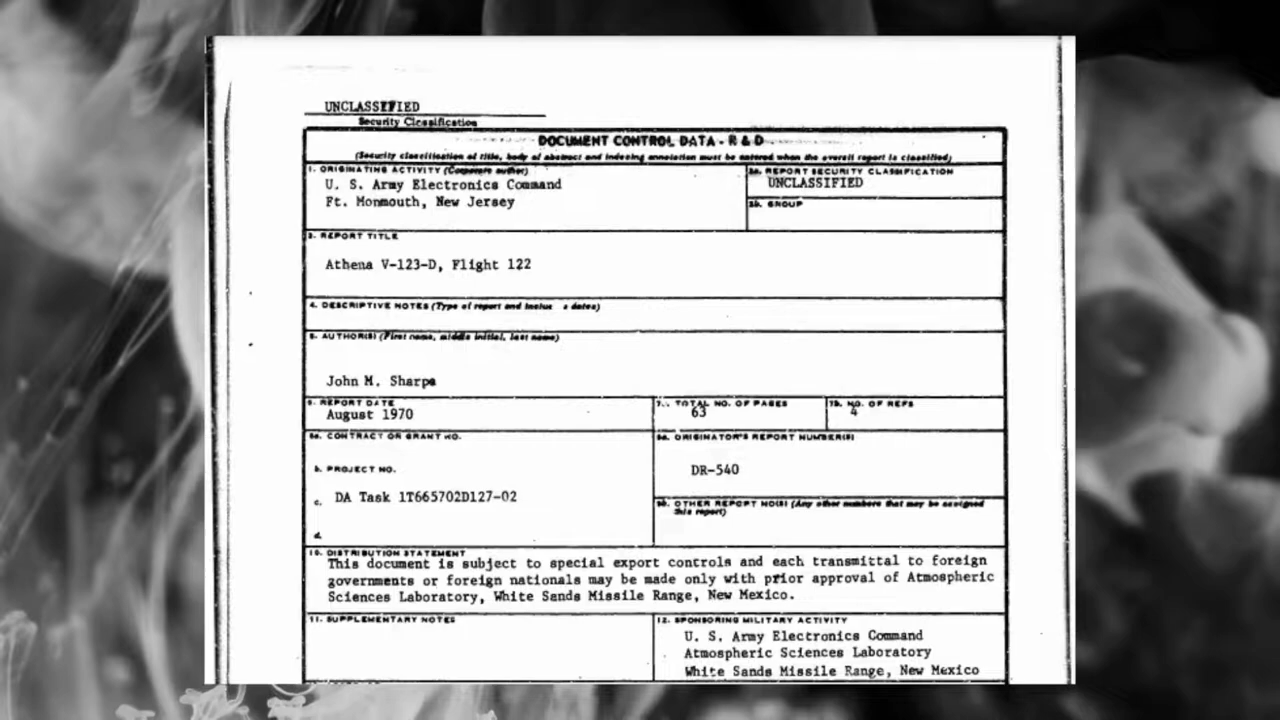 UNCLASSIFIED
Security Classification
DOCUMENT CONTROL DATA - R & D
(Security classification of title, body of abstract and indexing annotation must be entered when the overall report is classified)
1. ORIGINATING ACTIVITY (Corporate author)
U. S. Army Electronics Command
Ft. Monmouth, New Jersey
2a. REPORT SECURITY CLASSIFICATION
UNCLASSIFIED
2b. GROUP
3. REPORT TITLE
Athena V-123-D, Flight 122
4. DESCRIPTIVE NOTES (Type of report and inclus s dates)
5. AUTHOR(S) (First name, middle initial, last name)
John M. Sharpe
6. REPORT DATE
August 1970
7a. TOTAL NO. OF PAGES
63
7b. NO. OF REFS
4
8a. CONTRACT OR GRANT NO.
b. PROJECT NO.
c. DA Task 1T665702D127-02
d.
9a. ORIGINATOR'S REPORT NUMBER(S)
DR-540
9b. OTHER REPORT NO(S) (Any other numbers that may be assigned
this report)
10. DISTRIBUTION STATEMENT
This document is subject to special export controls and each transmittal to foreign
governments or foreign nationals may be made only with prior approval of Atmospheric
Sciences Laboratory, White Sands Missile Range, New Mexico.
11. SUPPLEMENTARY NOTES
12. SPONSORING MILITARY ACTIVITY
U. S. Army Electronics Command
Atmospheric Sciences Laboratory
White Sands Missile Range, New Mexico